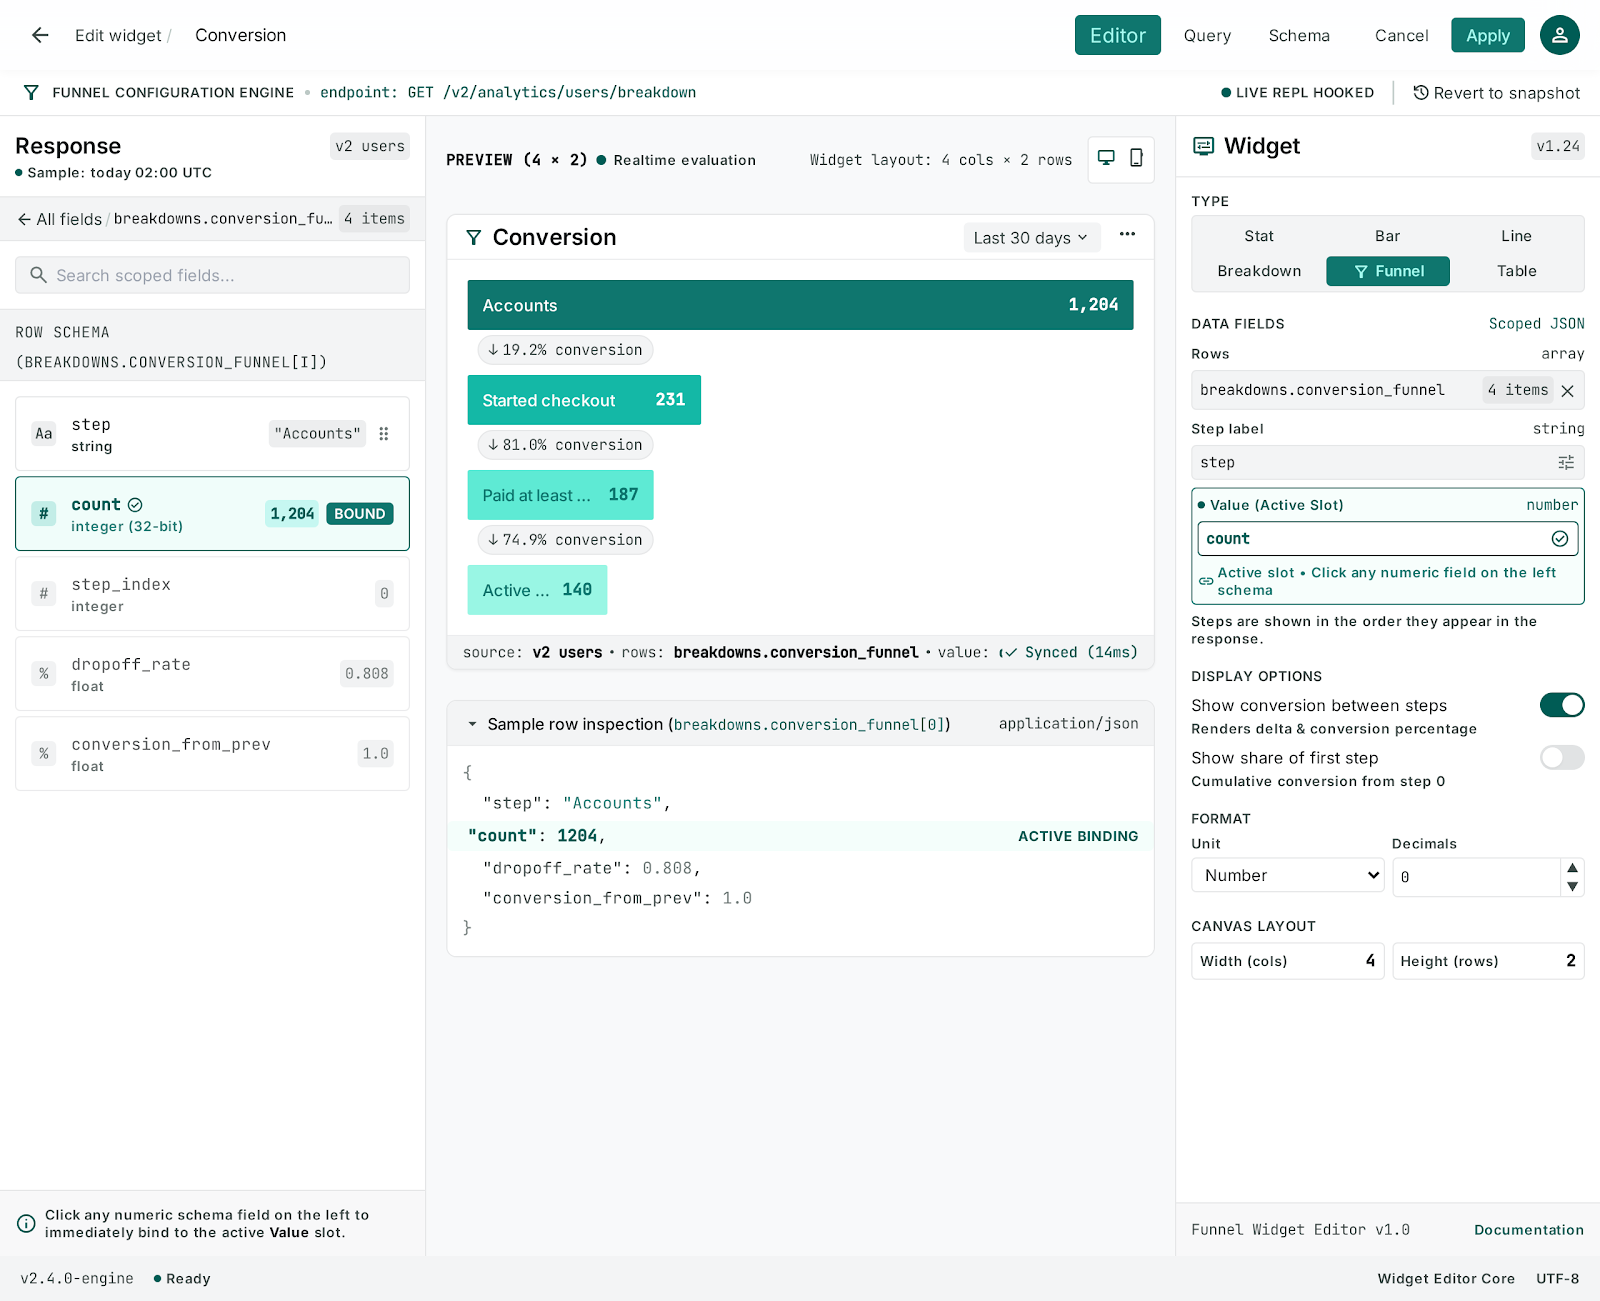 Edit widget / Conversion
Editor Query Schema Cancel Apply
FUNNEL CONFIGURATION ENGINE • endpoint: GET /v2/analytics/users/breakdown
LIVE REPL HOOKED
Revert to snapshot
Response
v2 users
Sample: today 02:00 UTC
All fields / breakdowns.conversion_fu… 4 items
Search scoped fields...
ROW SCHEMA
(BREAKDOWNS.CONVERSION_FUNNEL[I])
Aa step "Accounts"
string
# count 1,204 BOUND
integer (32-bit)
# step_index 0
integer
% dropoff_rate 0.808
float
% conversion_from_prev 1.0
float
Click any numeric schema field on the left to
immediately bind to the active Value slot.
PREVIEW (4 × 2) Realtime evaluation
Widget layout: 4 cols × 2 rows
Conversion
Last 30 days
Accounts 1,204
↓ 19.2% conversion
Started checkout 231
↓ 81.0% conversion
Paid at least ... 187
↓ 74.9% conversion
Active ... 140
source: v2 users • rows: breakdowns.conversion_funnel • value:
Synced (14ms)
Sample row inspection (breakdowns.conversion_funnel[0])
application/json
{
"step": "Accounts",
"count": 1204,
ACTIVE BINDING
"dropoff_rate": 0.808,
"conversion_from_prev": 1.0
}
Widget
v1.24
TYPE
Stat Bar Line
Breakdown Funnel Table
DATA FIELDS Scoped JSON
Rows array
breakdowns.conversion_funnel 4 items
Step label string
step
Value (Active Slot) number
count
Active slot • Click any numeric field on the left
schema
Steps are shown in the order they appear in the
response.
DISPLAY OPTIONS
Show conversion between steps
Renders delta & conversion percentage
Show share of first step
Cumulative conversion from step 0
FORMAT
Unit Decimals
Number 0
CANVAS LAYOUT
Width (cols) 4 Height (rows) 2
Funnel Widget Editor v1.0 Documentation
v2.4.0-engine Ready
Widget Editor Core UTF-8